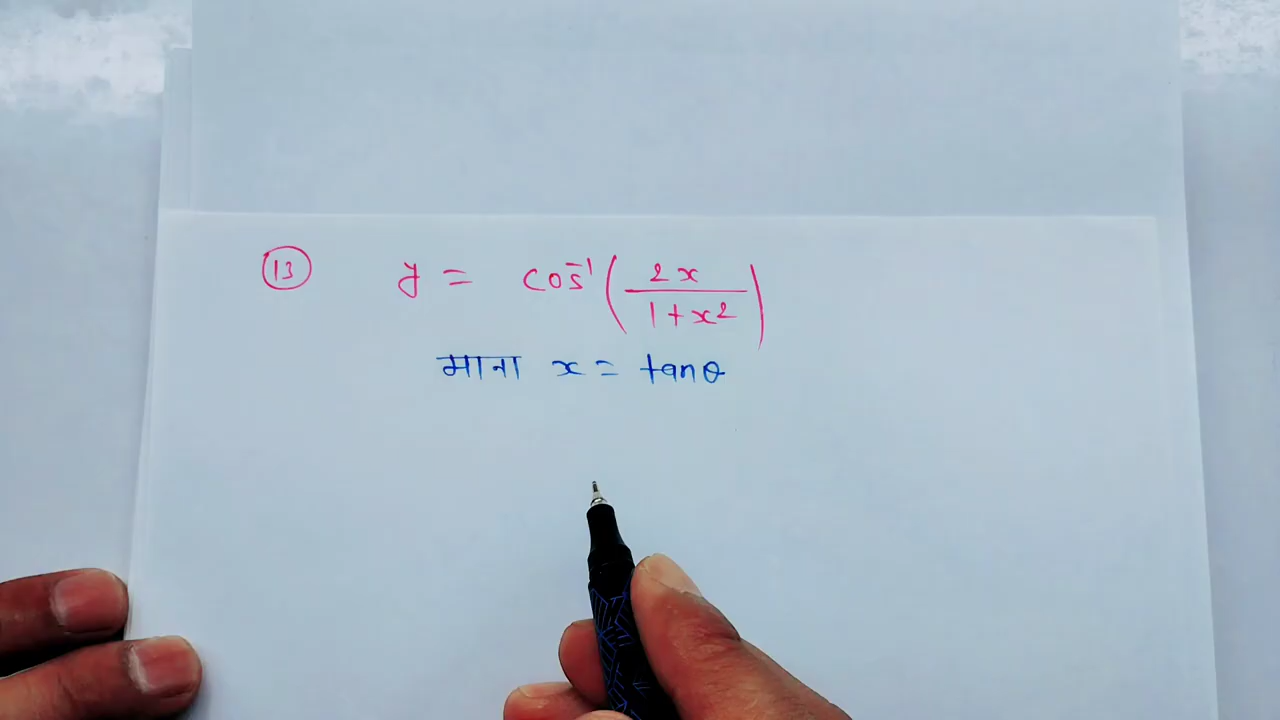 (13) y = cos⁻¹(2x / 1+x²)
माना x = tanθ